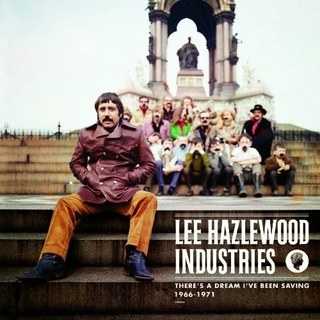 LEE HAZLEWOOD
INDUSTRIES
THERE'S A DREAM I'VE BEEN SAVING
1966-1971